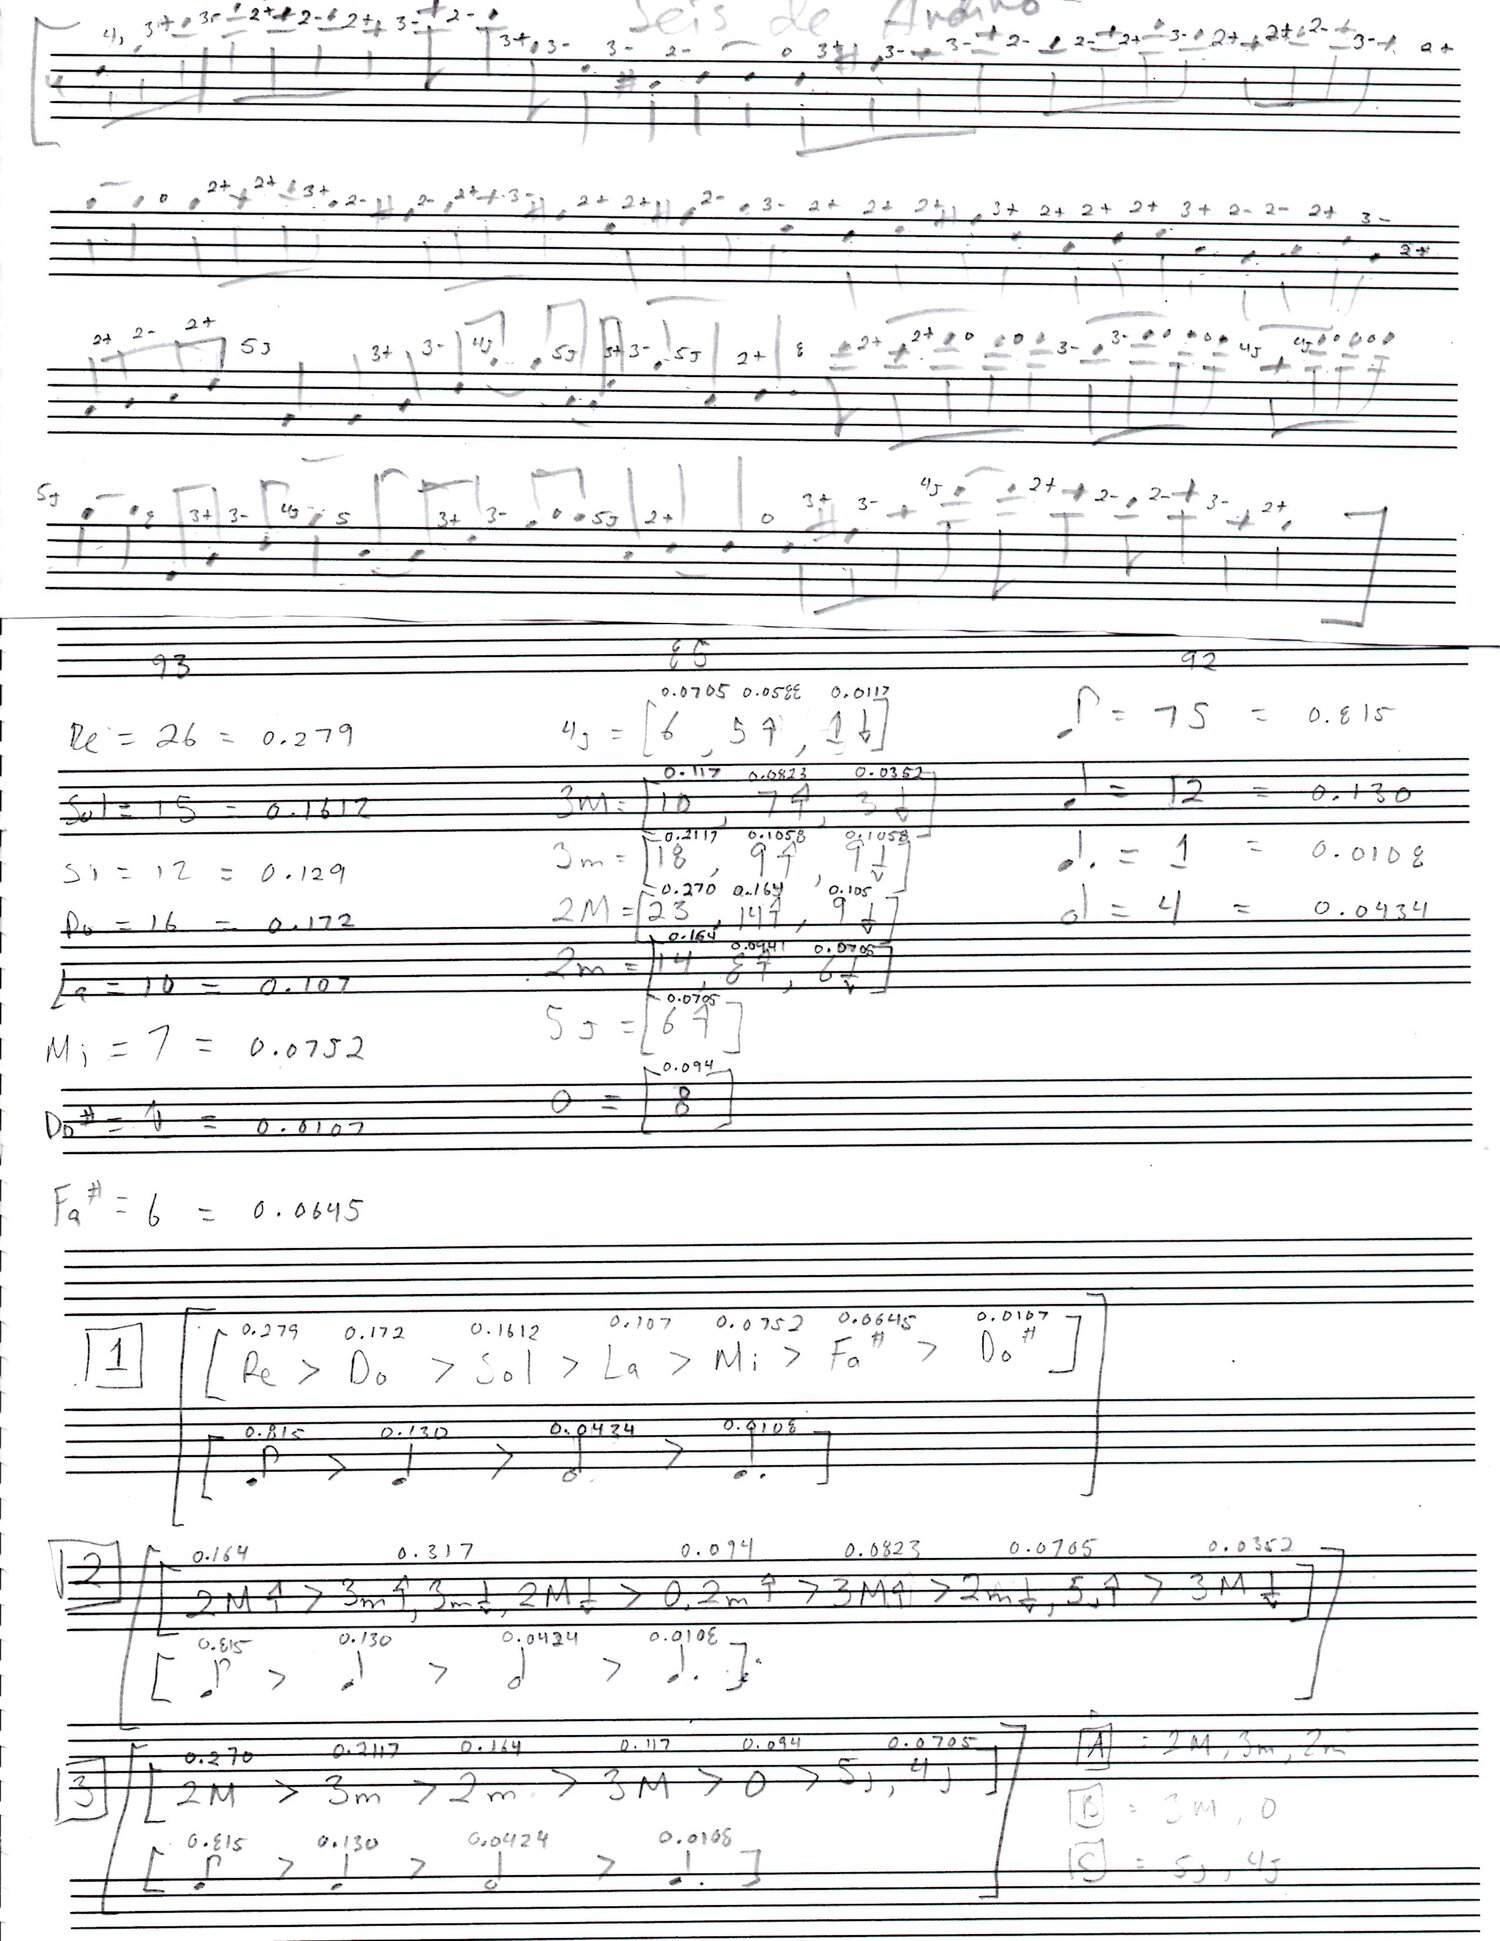 Seis de Andino
4J 3+ 3- 2+ 2- 2+ 3- 2- 3+ 3- 3- 2- 0 3+ 3- 3- 2- 2- 2+ 3- 2+ 2+ 2- 3- 2+
0 2+ 2+ 3+ 2- 2- 2+ 3- 2+ 2+ 2- 3- 2+ 2+ 2+ 3+ 2+ 2+ 2+ 3+ 2- 2- 2+ 3- 2+
2+ 2- 2+ 5J 3+ 3- 4J 5J 3+ 3- 5J 2+ 2+ 2+ 0 0 3- 3- 0 0 4J 4J 0 0 0
5J 3+ 3- 4J 5 3+ 3- 0 5J 2+ 0 3+ 3- 4J 2+ 2- 2- 3- 2+
93 85 92
0.0705 0.0588 0.0117
Re = 26 = 0.279 4J = [6, 5↑, 1↓] ♪ = 75 = 0.815
0.117 0.0823 0.0352
Sol = 15 = 0.1612 3M = [10, 7↑, 3↓] ♩ = 12 = 0.130
0.2117 0.1058 0.1058
Si = 12 = 0.129 3m = [18, 9↑, 9↓] ♩. = 1 = 0.0108
0.270 0.164 0.105
Do = 16 = 0.172 2M = [23, 14↑, 9↓] 𝅗𝅥 = 4 = 0.0434
0.164 0.0941 0.0705
La = 10 = 0.107 2m = [14, 8↑, 6↓]
0.0705
Mi = 7 = 0.0752 5J = [6↑]
0.094
Do# = 1 = 0.0107 0 = [8]
Fa# = 6 = 0.0645
0.279 0.172 0.1612 0.107 0.0752 0.0645 0.0107
1 [Re > Do > Sol > La > Mi > Fa# > Do#]
0.815 0.130 0.0434 0.0108
[♪ > ♩ > 𝅗𝅥 > ♩.]
0.164 0.317 0.094 0.0823 0.0705 0.0352
2 [2M↑ > 3m↑, 3m↓, 2M↓ > 0, 2m↑ > 3M↑ > 2m↓, 5J↑ > 3M↓]
0.815 0.130 0.0424 0.0108
[♪ > ♩ > 𝅗𝅥 > ♩.]
0.270 0.2117 0.164 0.117 0.094 0.0705
3 [2M > 3m > 2m > 3M > 0 > 5J, 4J]
0.815 0.130 0.0424 0.0108
[♪ > ♩ > 𝅗𝅥 > ♩.]
A = 2M, 3m, 2m
B = 3M, 0
C = 5J, 4J